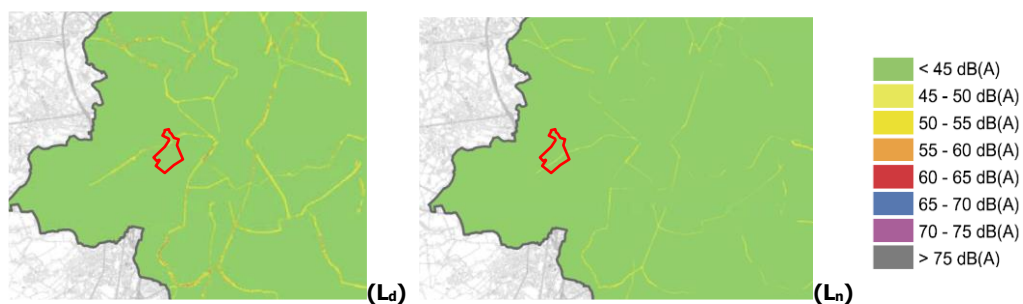 (Ld)
(Ln)
< 45 dB(A)
45 - 50 dB(A)
50 - 55 dB(A)
55 - 60 dB(A)
60 - 65 dB(A)
65 - 70 dB(A)
70 - 75 dB(A)
> 75 dB(A)